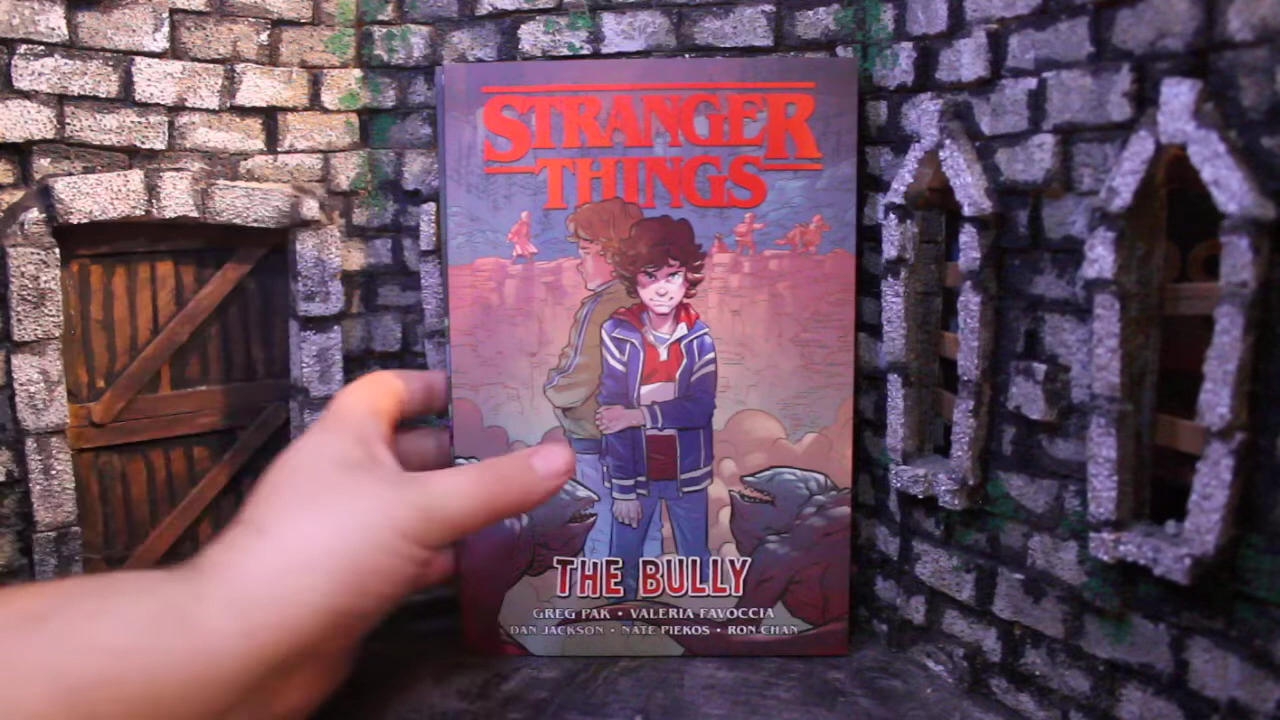 STRANGER
THINGS
THE BULLY
GREG PAK • VALERIA FAVOCCIA
DAN JACKSON • NATE PIEKOS • RON CHAN